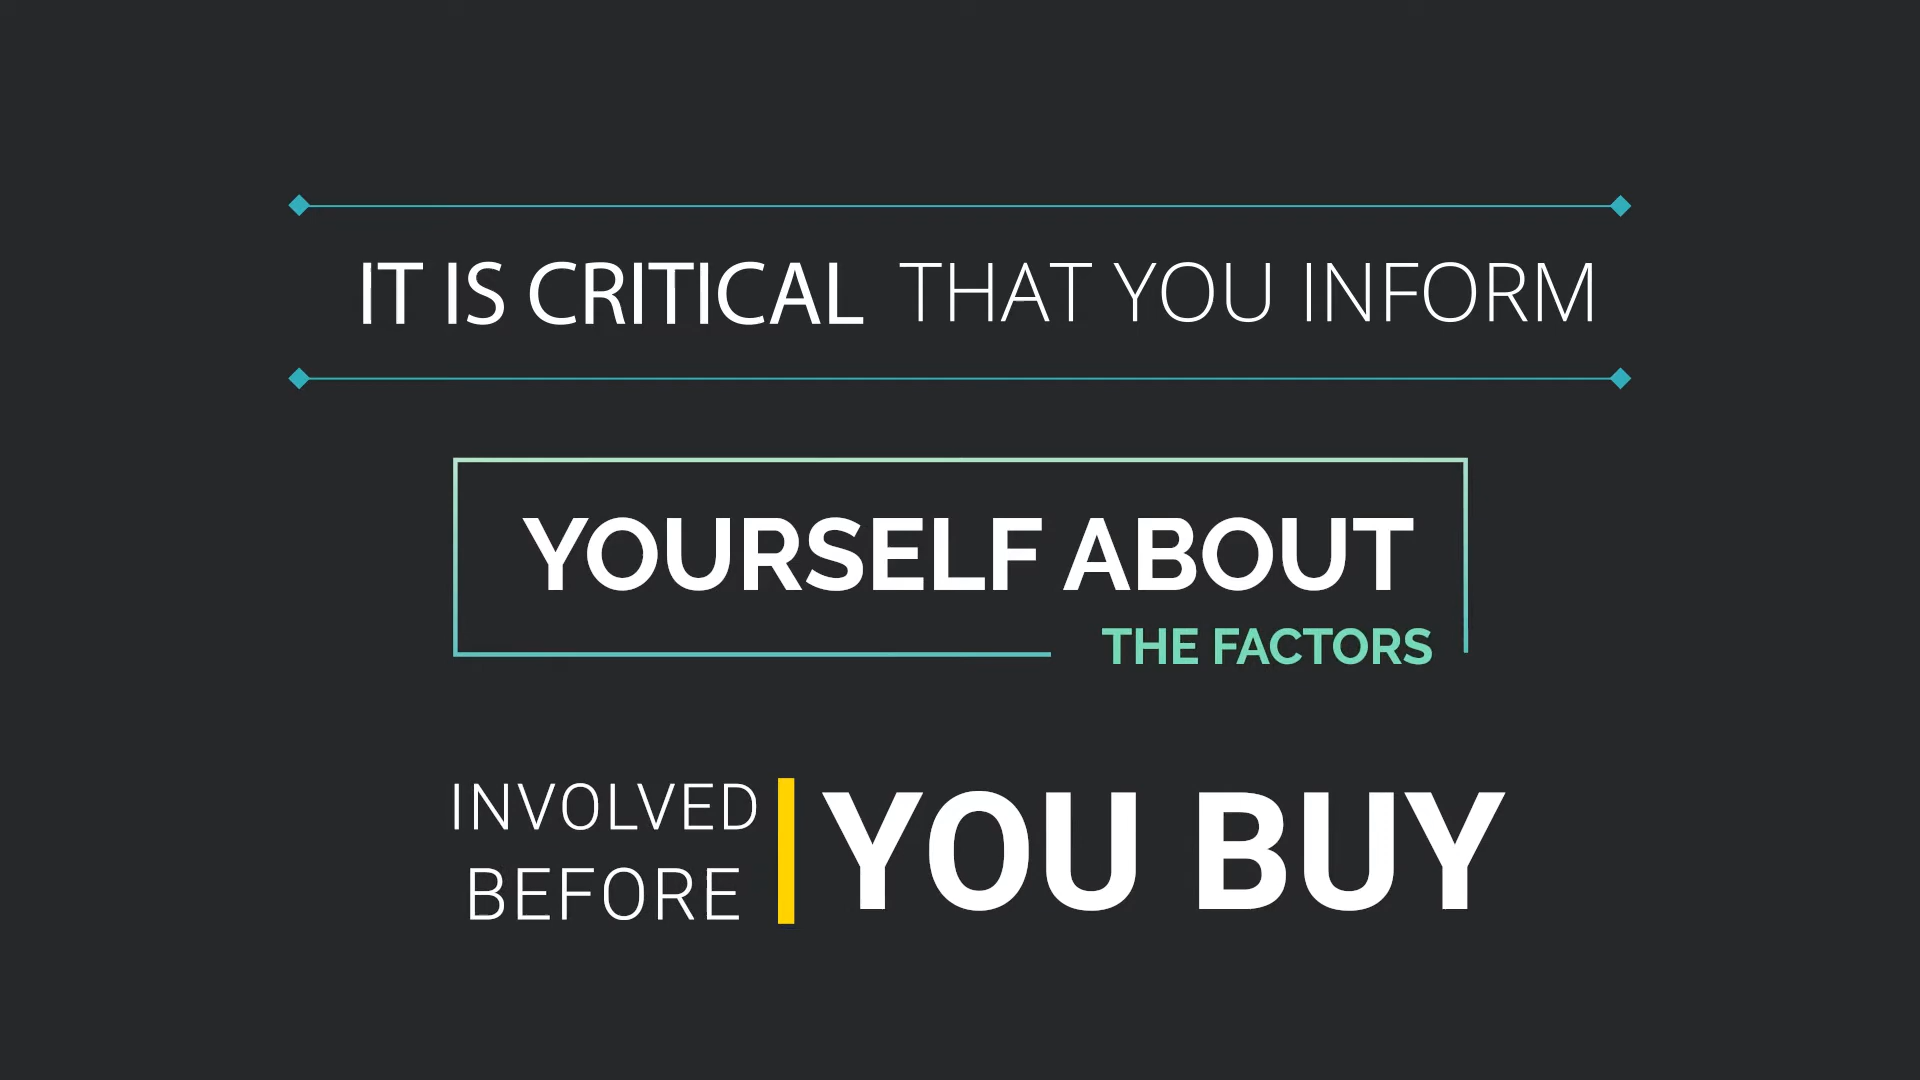 IT IS CRITICAL THAT YOU INFORM
YOURSELF ABOUT
THE FACTORS
INVOLVED
BEFORE
YOU BUY